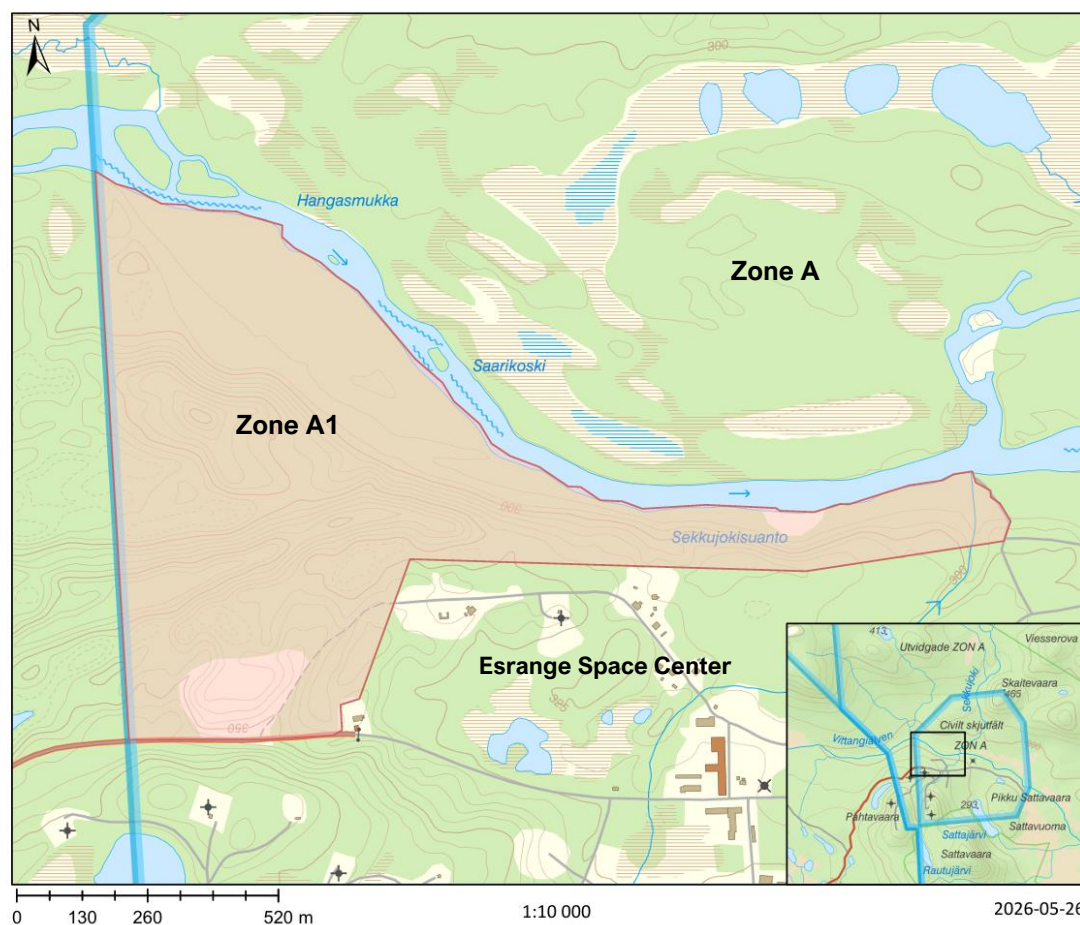 N
300
Hangasmukka
Zone A
Saarikoski
Zone A1
300
Sekkujokisuanto
300
Esrange Space Center
325
350
413
Utvidgade ZON A
Viesserova
Sekkujoki
Skaitevaara
465
Civilt skjutfält
Vittangiälven
ZON A
293
Pikku Sattavaara
Pahtavaara
Sattavuoma
Sattajärvi
Sattavaara
Rautujärvi
0 130 260 520 m
1:10 000
2026-05-26